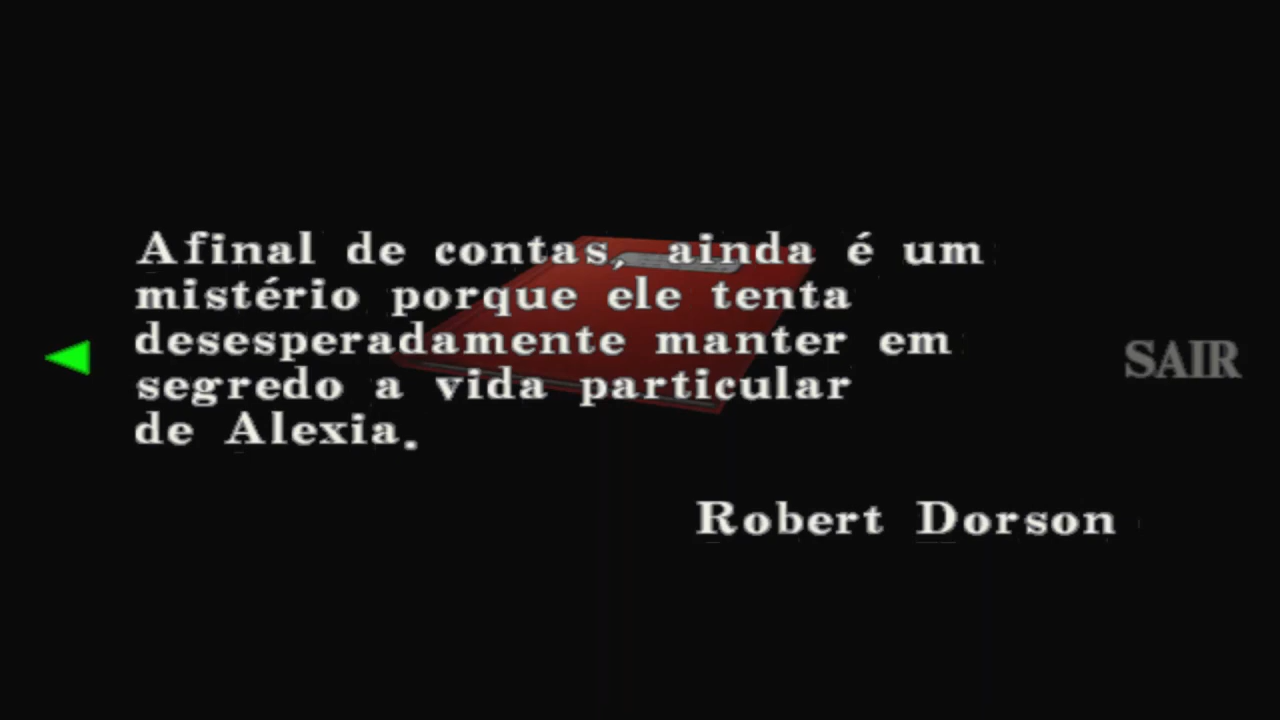 Afinal de contas, ainda é um
mistério porque ele tenta
desesperadamente manter em
segredo a vida particular
de Alexia.
SAIR
Robert Dorson